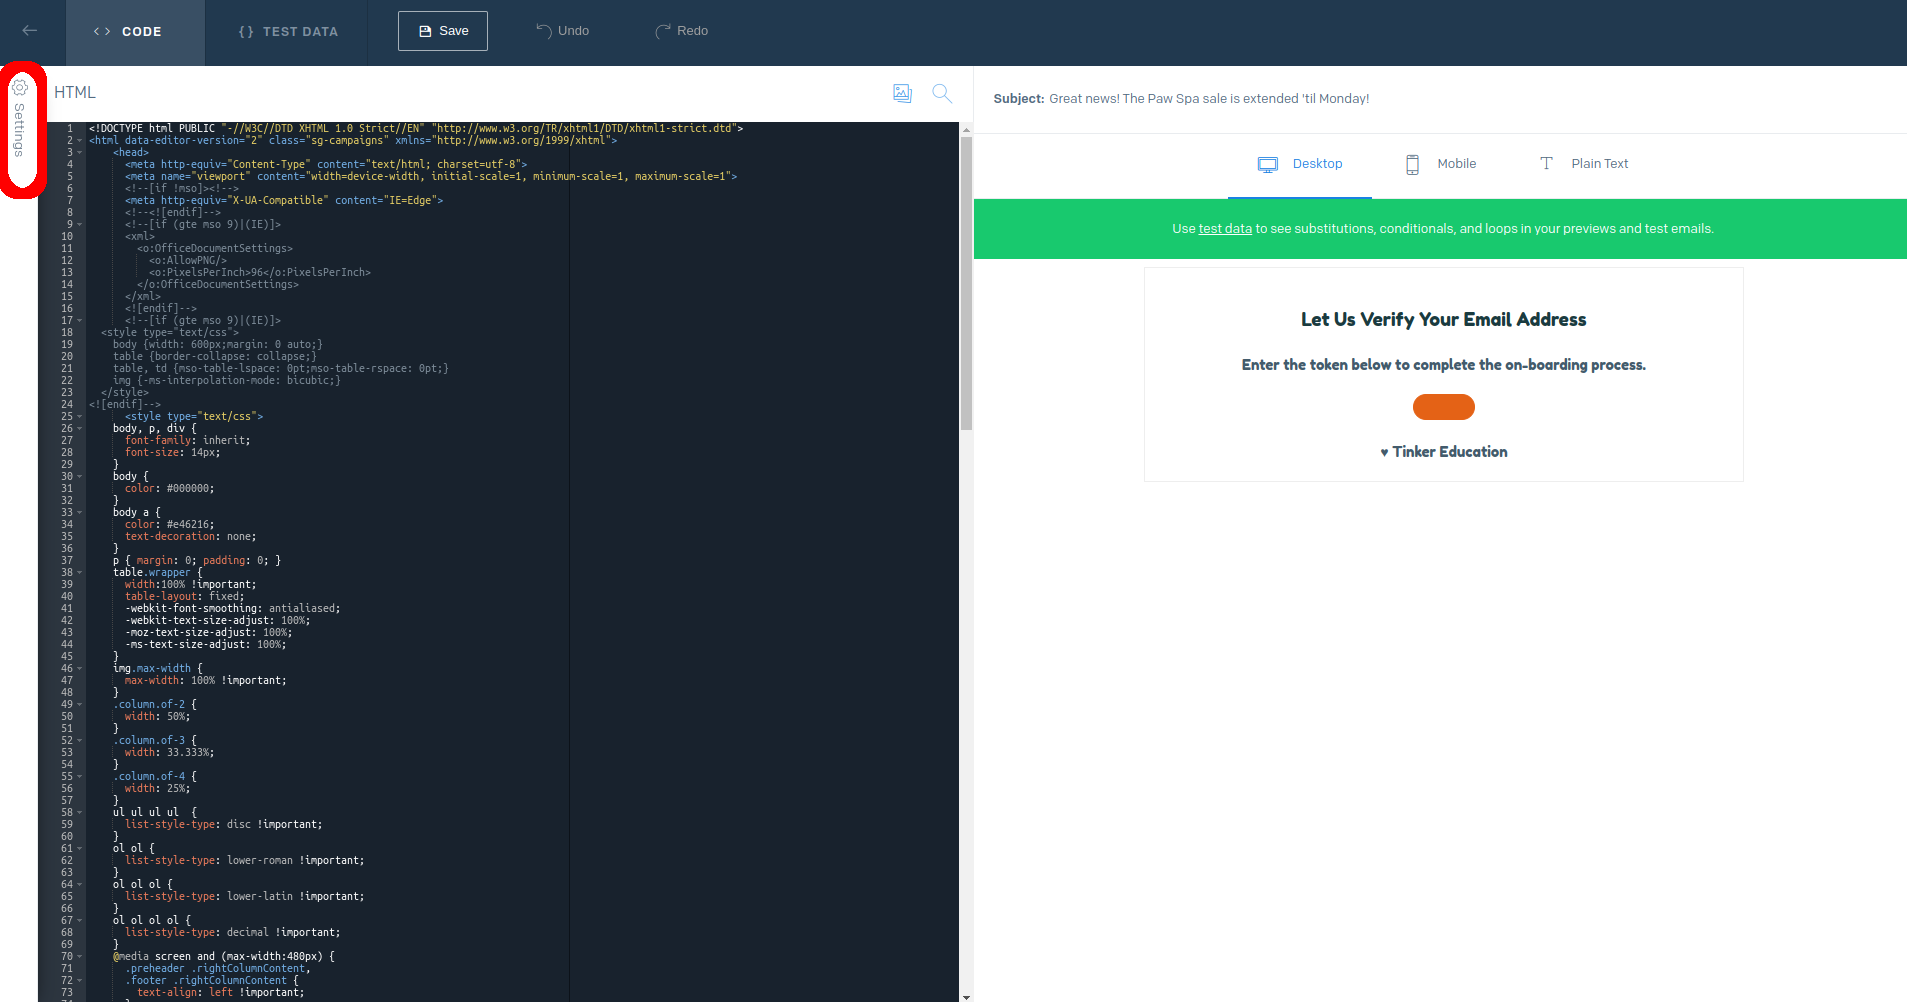 CODE
TEST DATA
Save
Undo
Redo
Settings
HTML
1 <!DOCTYPE html PUBLIC "-//W3C//DTD XHTML 1.0 Strict//EN" "http://www.w3.org/TR/xhtml1/DTD/xhtml1-strict.dtd">
2 <html data-editor-version="2" class="sg-campaigns" xmlns="http://www.w3.org/1999/xhtml">
3 <head>
4 <meta http-equiv="Content-Type" content="text/html; charset=utf-8">
5 <meta name="viewport" content="width=device-width, initial-scale=1, minimum-scale=1, maximum-scale=1">
6 <!--[if !mso]><!-->
7 <meta http-equiv="X-UA-Compatible" content="IE=Edge">
8 <!--<![endif]-->
9 <!--[if (gte mso 9)|(IE)]>
10 <xml>
11 <o:OfficeDocumentSettings>
12 <o:AllowPNG/>
13 <o:PixelsPerInch>96</o:PixelsPerInch>
14 </o:OfficeDocumentSettings>
15 </xml>
16 <![endif]-->
17 <!--[if (gte mso 9)|(IE)]>
18 <style type="text/css">
19 body {width: 600px;margin: 0 auto;}
20 table {border-collapse: collapse;}
21 table, td {mso-table-lspace: 0pt;mso-table-rspace: 0pt;}
22 img {-ms-interpolation-mode: bicubic;}
23 </style>
24 <![endif]-->
25 <style type="text/css">
26 body, p, div {
27 font-family: inherit;
28 font-size: 14px;
29 }
30 body {
31 color: #000000;
32 }
33 body a {
34 color: #e46216;
35 text-decoration: none;
36 }
37 p { margin: 0; padding: 0; }
38 table.wrapper {
39 width:100% !important;
40 table-layout: fixed;
41 -webkit-font-smoothing: antialiased;
42 -webkit-text-size-adjust: 100%;
43 -moz-text-size-adjust: 100%;
44 -ms-text-size-adjust: 100%;
45 }
46 img.max-width {
47 max-width: 100% !important;
48 }
49 .column.of-2 {
50 width: 50%;
51 }
52 .column.of-3 {
53 width: 33.333%;
54 }
55 .column.of-4 {
56 width: 25%;
57 }
58 ul ul ul ul  {
59 list-style-type: disc !important;
60 }
61 ol ol {
62 list-style-type: lower-roman !important;
63 }
64 ol ol ol {
65 list-style-type: lower-latin !important;
66 }
67 ol ol ol ol {
68 list-style-type: decimal !important;
69 }
70 @media screen and (max-width:480px) {
71 .preheader .rightColumnContent,
72 .footer .rightColumnContent {
73 text-align: left !important;
Subject: Great news! The Paw Spa sale is extended 'til Monday!
Desktop
Mobile
Plain Text
Use test data to see substitutions, conditionals, and loops in your previews and test emails.
Let Us Verify Your Email Address
Enter the token below to complete the on-boarding process.
♥ Tinker Education